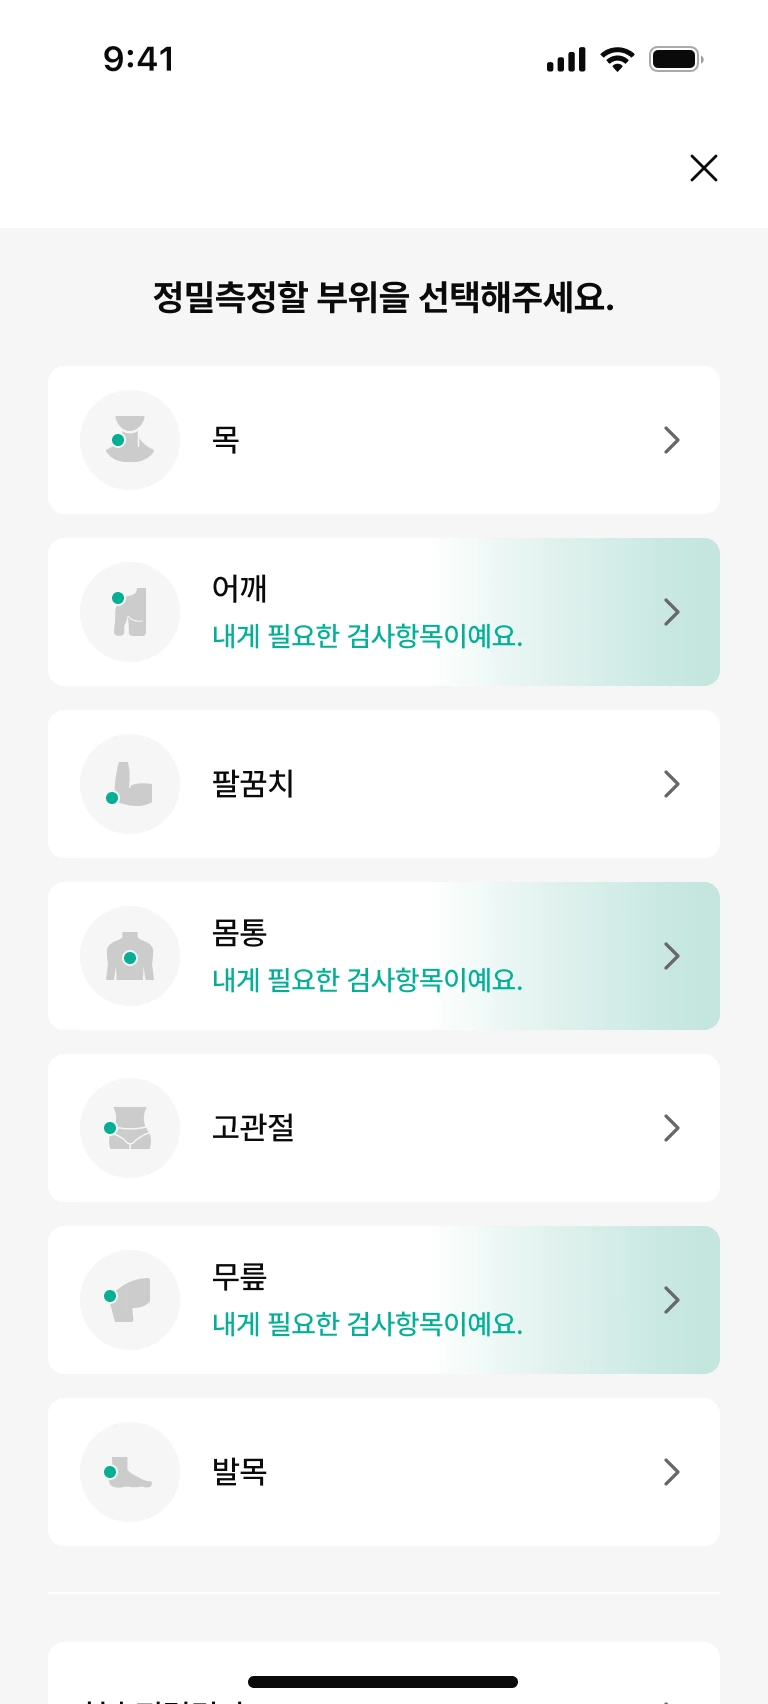 9:41
정밀측정할 부위을 선택해주세요.
목
어깨
내게 필요한 검사항목이예요.
팔꿈치
몸통
내게 필요한 검사항목이예요.
고관절
무릎
내게 필요한 검사항목이예요.
발목